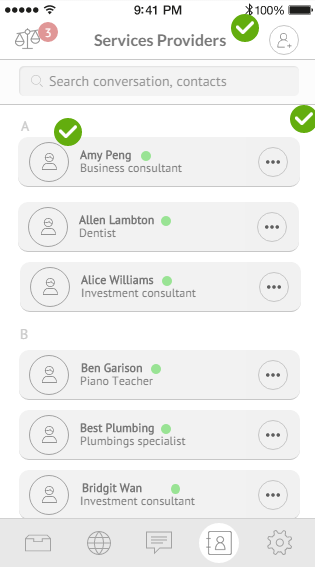 9:41 PM
100%
3
Services Providers
Search conversation, contacts
A
Amy Peng
Business consultant
Allen Lambton
Dentist
Alice Williams
Investment consultant
B
Ben Garison
Piano Teacher
Best Plumbing
Plumbings specialist
Bridgit Wan
Investment consultant